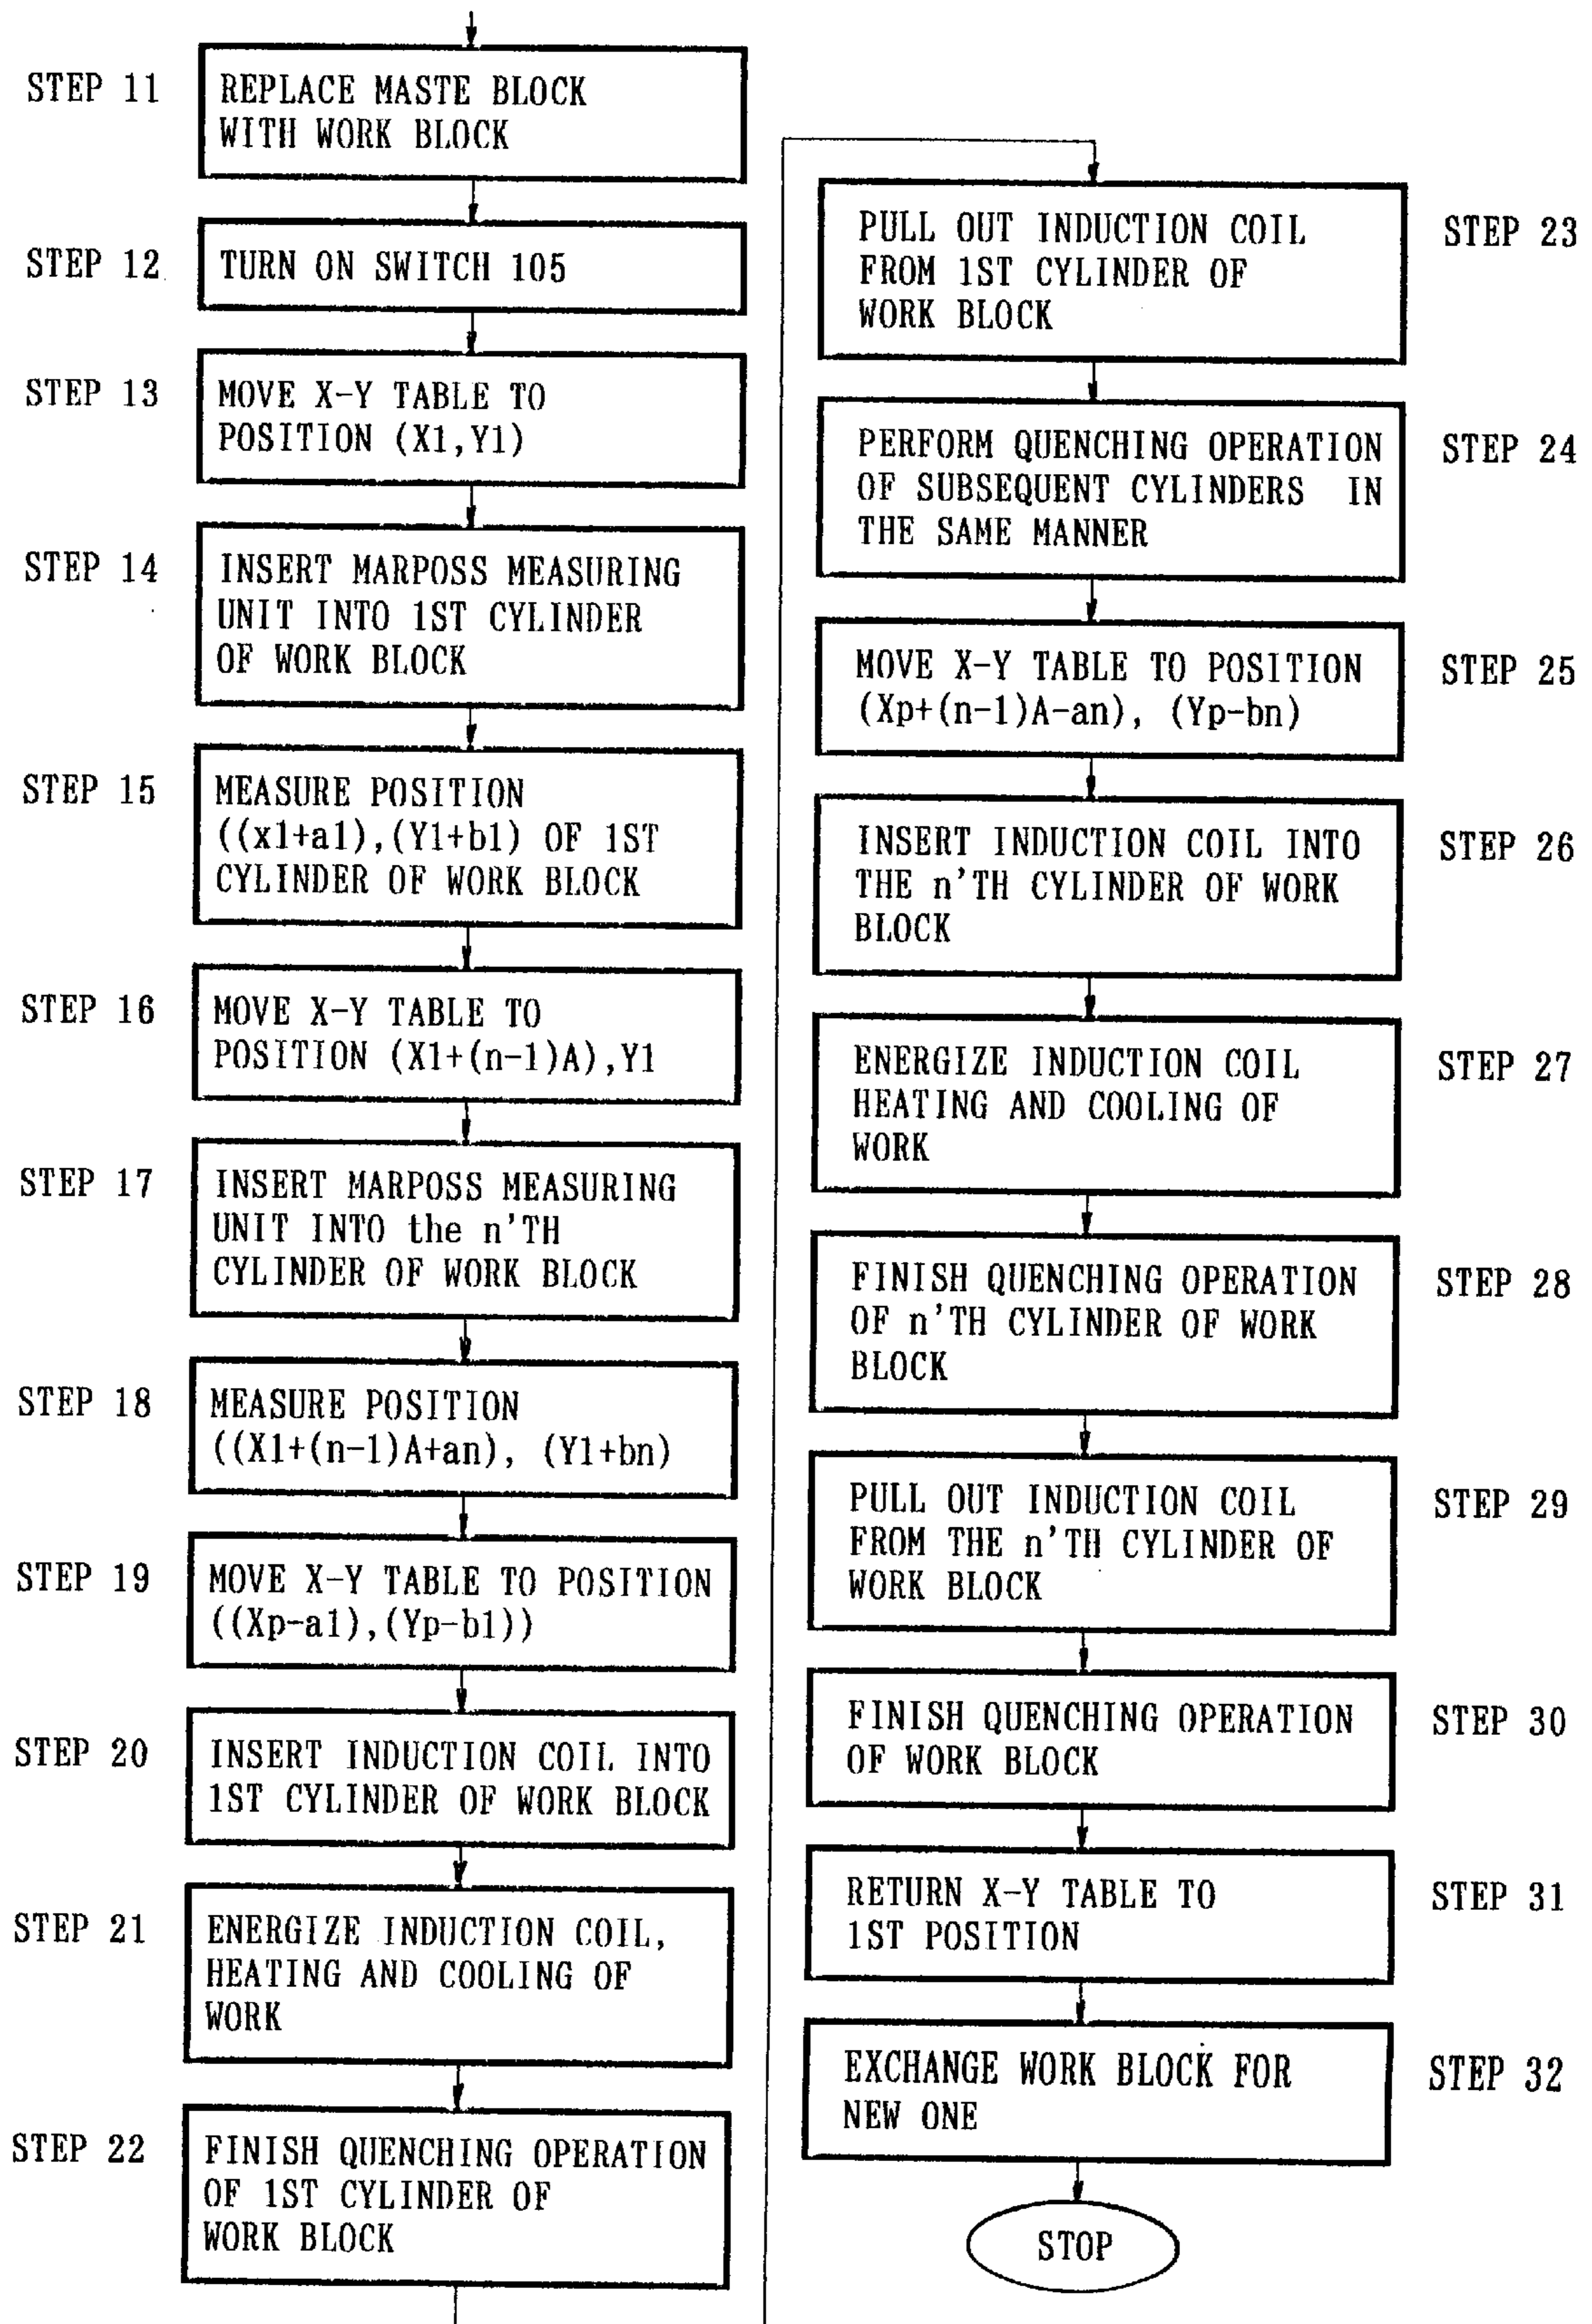 STEP 11
REPLACE MASTE BLOCK
WITH WORK BLOCK
STEP 12
TURN ON SWITCH 105
STEP 13
MOVE X-Y TABLE TO
POSITION (X1,Y1)
STEP 14
INSERT MARPOSS MEASURING
UNIT INTO 1ST CYLINDER
OF WORK BLOCK
STEP 15
MEASURE POSITION
((x1+a1),(Y1+b1) OF 1ST
CYLINDER OF WORK BLOCK
STEP 16
MOVE X-Y TABLE TO
POSITION (X1+(n-1)A),Y1
STEP 17
INSERT MARPOSS MEASURING
UNIT INTO the n'TH
CYLINDER OF WORK BLOCK
STEP 18
MEASURE POSITION
((X1+(n-1)A+an), (Y1+bn)
STEP 19
MOVE X-Y TABLE TO POSITION
((Xp-a1),(Yp-b1))
STEP 20
INSERT INDUCTION COIL INTO
1ST CYLINDER OF WORK BLOCK
STEP 21
ENERGIZE INDUCTION COIL,
HEATING AND COOLING OF
WORK
STEP 22
FINISH QUENCHING OPERATION
OF 1ST CYLINDER OF
WORK BLOCK
PULL OUT INDUCTION COIL
FROM 1ST CYLINDER OF
WORK BLOCK
STEP 23
PERFORM QUENCHING OPERATION
OF SUBSEQUENT CYLINDERS IN
THE SAME MANNER
STEP 24
MOVE X-Y TABLE TO POSITION
(Xp+(n-1)A-an), (Yp-bn)
STEP 25
INSERT INDUCTION COIL INTO
THE n'TH CYLINDER OF WORK
BLOCK
STEP 26
ENERGIZE INDUCTION COIL
HEATING AND COOLING OF
WORK
STEP 27
FINISH QUENCHING OPERATION
OF n'TH CYLINDER OF WORK
BLOCK
STEP 28
PULL OUT INDUCTION COIL
FROM THE n'TH CYLINDER OF
WORK BLOCK
STEP 29
FINISH QUENCHING OPERATION
OF WORK BLOCK
STEP 30
RETURN X-Y TABLE TO
1ST POSITION
STEP 31
EXCHANGE WORK BLOCK FOR
NEW ONE
STEP 32
STOP